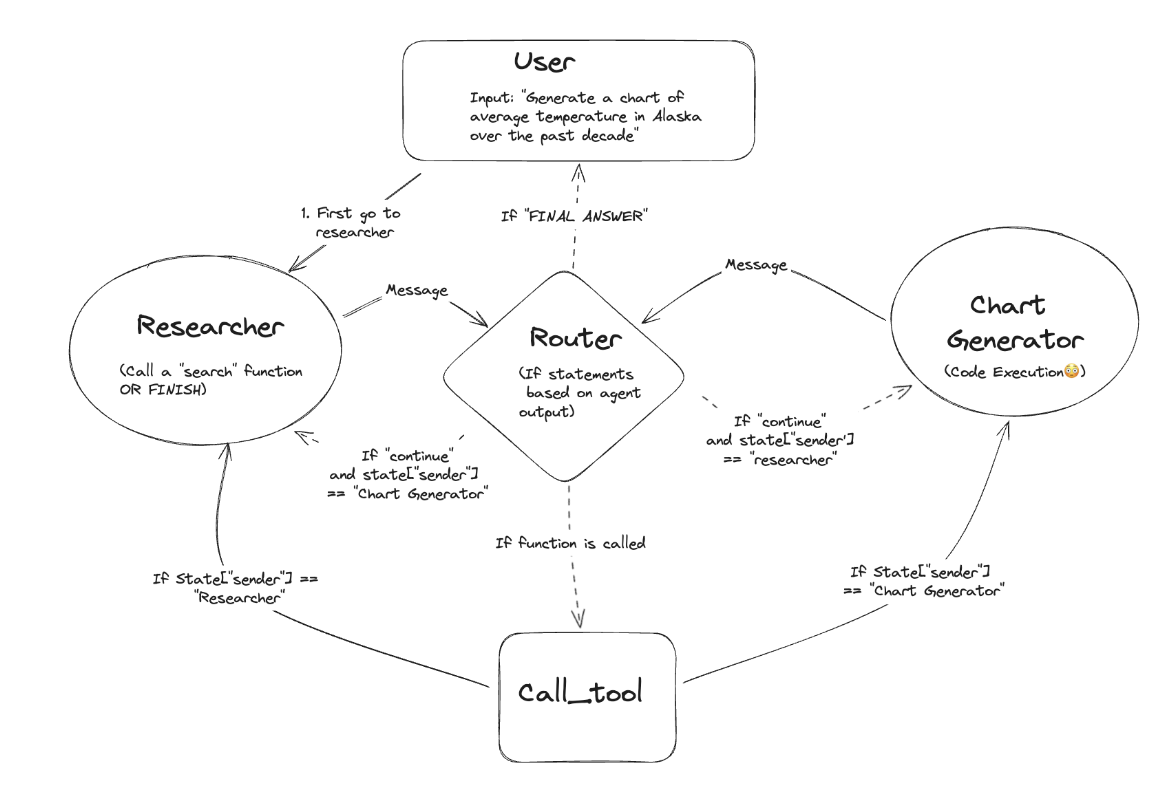 User
Input: "Generate a chart of
average temperature in Alaska
over the past decade"
1. First go to
researcher
If "FINAL ANSWER"
Message
Message
Researcher
(Call a "search" function
OR FINISH)
Router
(If statements
based on agent
output)
Chart
Generator
(Code Execution😳)
If "continue"
and state["sender"]
== "Chart Generator"
If "continue"
and state["sender']
== "researcher"
If function is called
If State["sender"] ==
"Researcher"
If State["sender"]
== "Chart Generator"
Call_tool